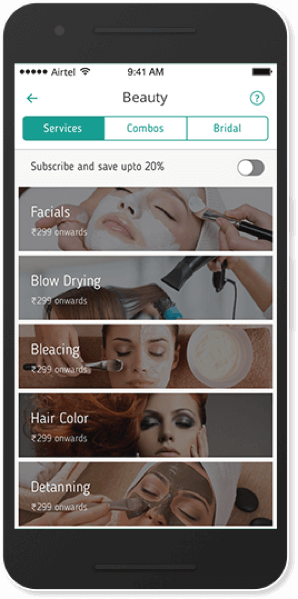 Airtel 9:41 AM
Beauty
Services Combos Bridal
Subscribe and save upto 20%
Facials
₹299 onwards
Blow Drying
₹299 onwards
Bleacing
₹299 onwards
Hair Color
₹299 onwards
Detanning
₹299 onwards